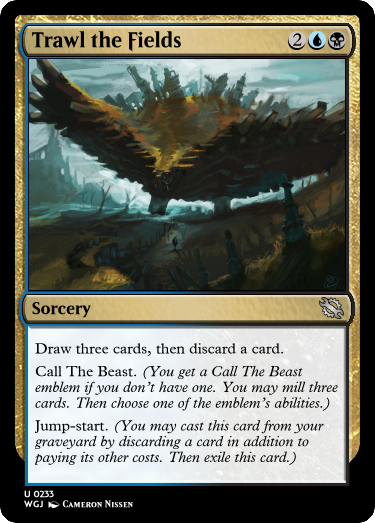 Trawl the Fields 2
Sorcery
Draw three cards, then discard a card.
Call The Beast. (You get a Call The Beast
emblem if you don't have one. You may mill three
cards. Then choose one of the emblem's abilities.)
Jump-start. (You may cast this card from your
graveyard by discarding a card in addition to
paying its other costs. Then exile this card.)
U 0233
WGJ Cameron Nissen